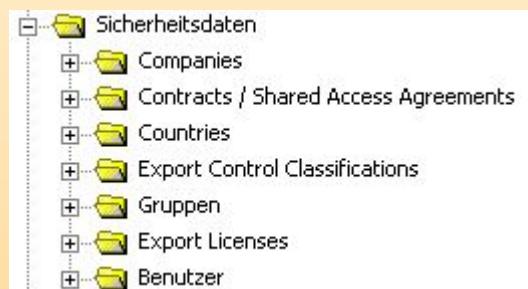 Sicherheitsdaten
Companies
Contracts / Shared Access Agreements
Countries
Export Control Classifications
Gruppen
Export Licenses
Benutzer